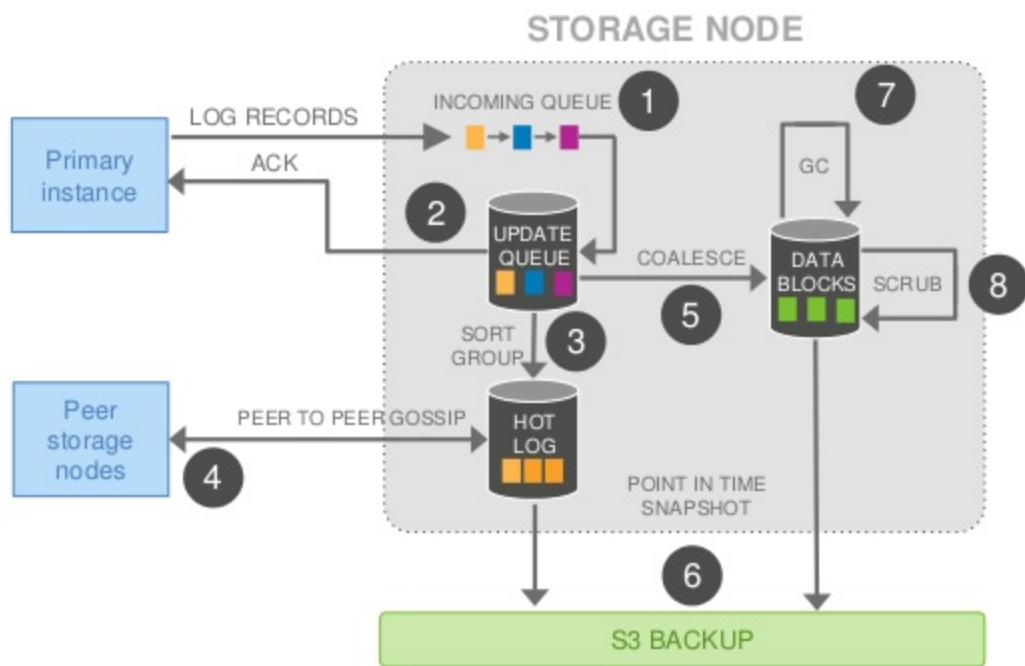 STORAGE NODE
INCOMING QUEUE
1
7
LOG RECORDS
Primary
instance
ACK
GC
2
UPDATE
QUEUE
COALESCE
DATA
BLOCKS
SCRUB
8
5
3
SORT
GROUP
Peer
storage
nodes
PEER TO PEER GOSSIP
HOT
LOG
4
POINT IN TIME
SNAPSHOT
6
S3 BACKUP